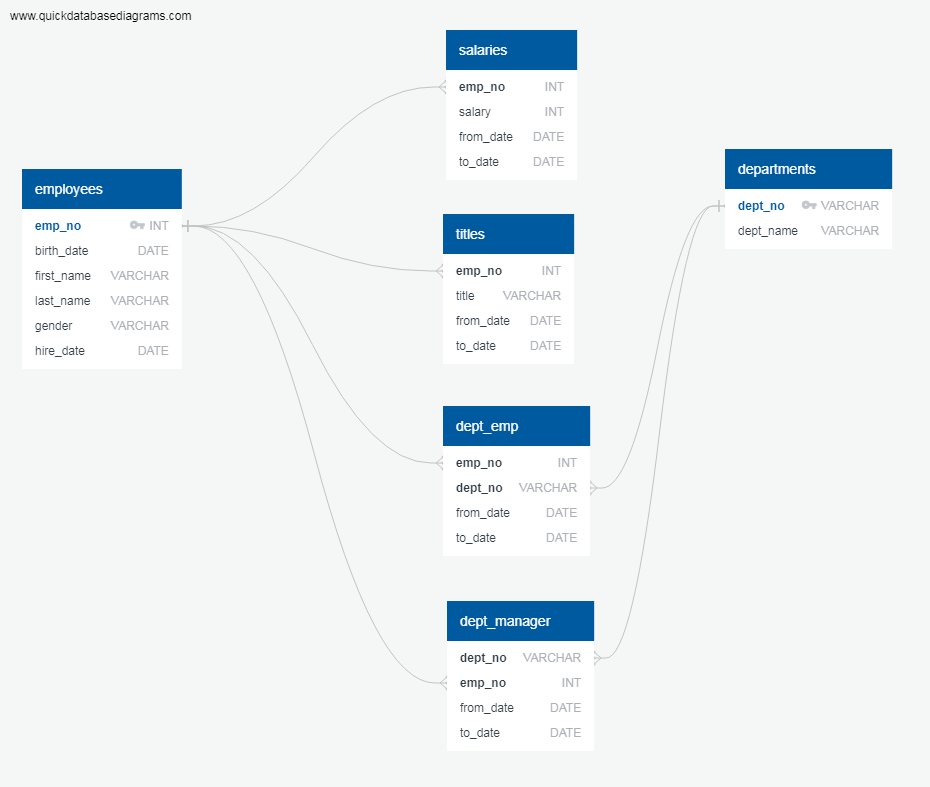 www.quickdatabasediagrams.com
employees
emp_no INT
birth_date DATE
first_name VARCHAR
last_name VARCHAR
gender VARCHAR
hire_date DATE
salaries
emp_no INT
salary INT
from_date DATE
to_date DATE
titles
emp_no INT
title VARCHAR
from_date DATE
to_date DATE
dept_emp
emp_no INT
dept_no VARCHAR
from_date DATE
to_date DATE
dept_manager
dept_no VARCHAR
emp_no INT
from_date DATE
to_date DATE
departments
dept_no VARCHAR
dept_name VARCHAR